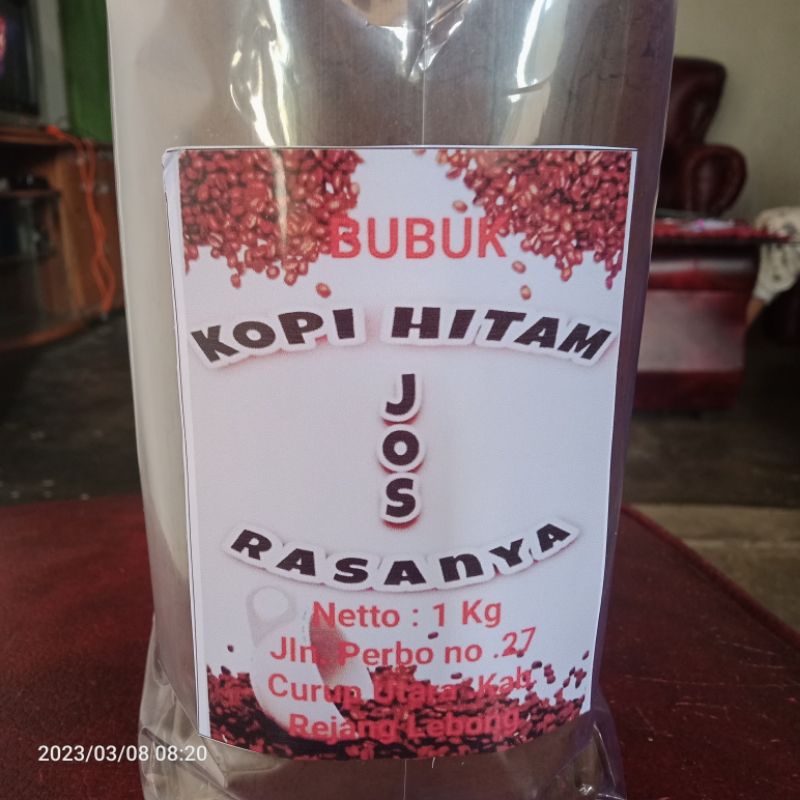 BUBUK
KOPI HITAM
JOS
RASANYA
Netto : 1 Kg
Jln. Perbo no .27
Curup Utara Kab
Rejang Lebong
2023/03/08 08:20